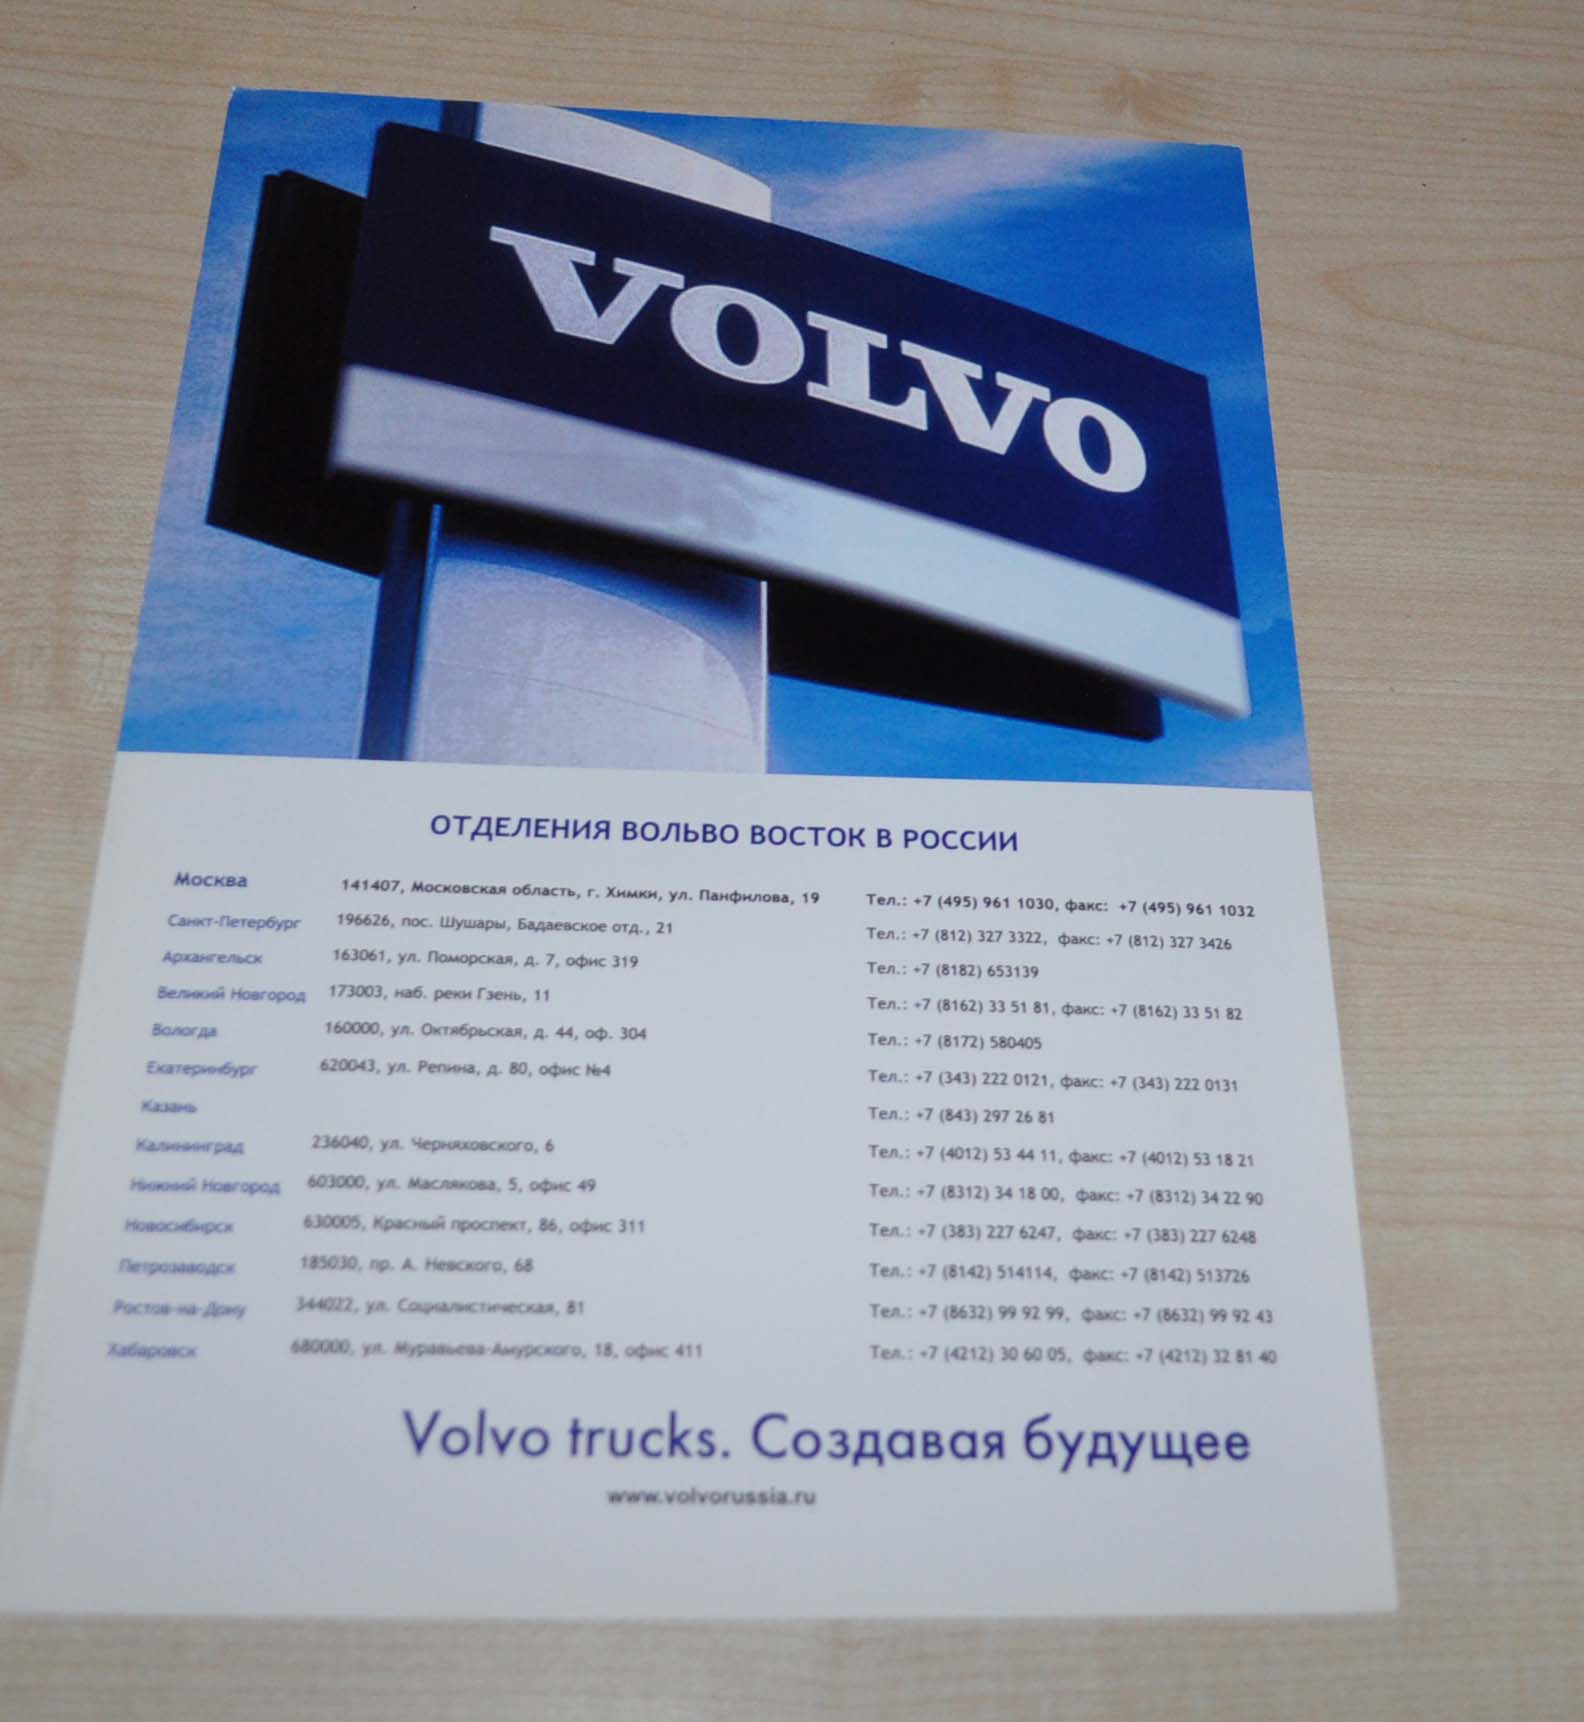 VOLVO
ОТДЕЛЕНИЯ ВОЛЬВО ВОСТОК В РОССИИ
Москва 141407, Московская область, г. Химки, ул. Панфилова, 19 Тел.: +7 (495) 961 1030, факс: +7 (495) 961 1032
Санкт-Петербург 196626, пос. Шушары, Бадаевское отд., 21 Тел.: +7 (812) 327 3322, факс: +7 (812) 327 3426
Архангельск 163061, ул. Поморская, д. 7, офис 319 Тел.: +7 (8182) 653139
Великий Новгород 173003, наб. реки Гзень, 11 Тел.: +7 (8162) 33 51 81, факс: +7 (8162) 33 51 82
Вологда 160000, ул. Октябрьская, д. 44, оф. 304 Тел.: +7 (8172) 580405
Екатеринбург 620043, ул. Репина, д. 80, офис №4 Тел.: +7 (343) 222 0121, факс: +7 (343) 222 0131
Казань Тел.: +7 (843) 297 26 81
Калининград 236040, ул. Черняховского, 6 Тел.: +7 (4012) 53 44 11, факс: +7 (4012) 53 18 21
Нижний Новгород 603000, ул. Маслякова, 5, офис 49 Тел.: +7 (8312) 34 18 00, факс: +7 (8312) 34 22 90
Новосибирск 630005, Красный проспект, 86, офис 311 Тел.: +7 (383) 227 6247, факс: +7 (383) 227 6248
Петрозаводск 185030, пр. А. Невского, 68 Тел.: +7 (8142) 514114, факс: +7 (8142) 513726
Ростов-на-Дону 344022, ул. Социалистическая, 81 Тел.: +7 (8632) 99 92 99, факс: +7 (8632) 99 92 43
Хабаровск 680000, ул. Муравьева-Амурского, 18, офис 411 Тел.: +7 (4212) 30 60 05, факс: +7 (4212) 32 81 40
Volvo trucks. Создавая будущее
www.volvorussia.ru